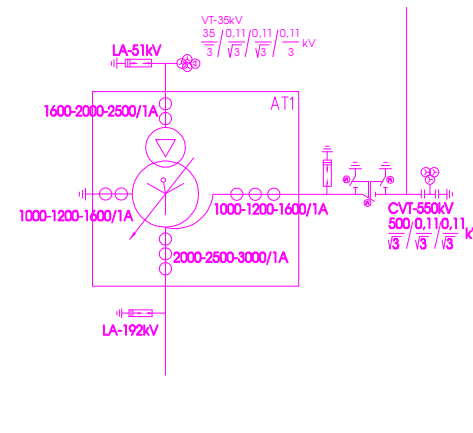 VT-35kV
35/0,11/0,11/0,11 kV
3 √3 √3 3
LA-51kV
AT1
1600-2000-2500/1A
1000-1200-1600/1A
1000-1200-1600/1A
CVT-550kV
500/0,11/0,11 k
√3 √3 √3
2000-2500-3000/1A
LA-192kV